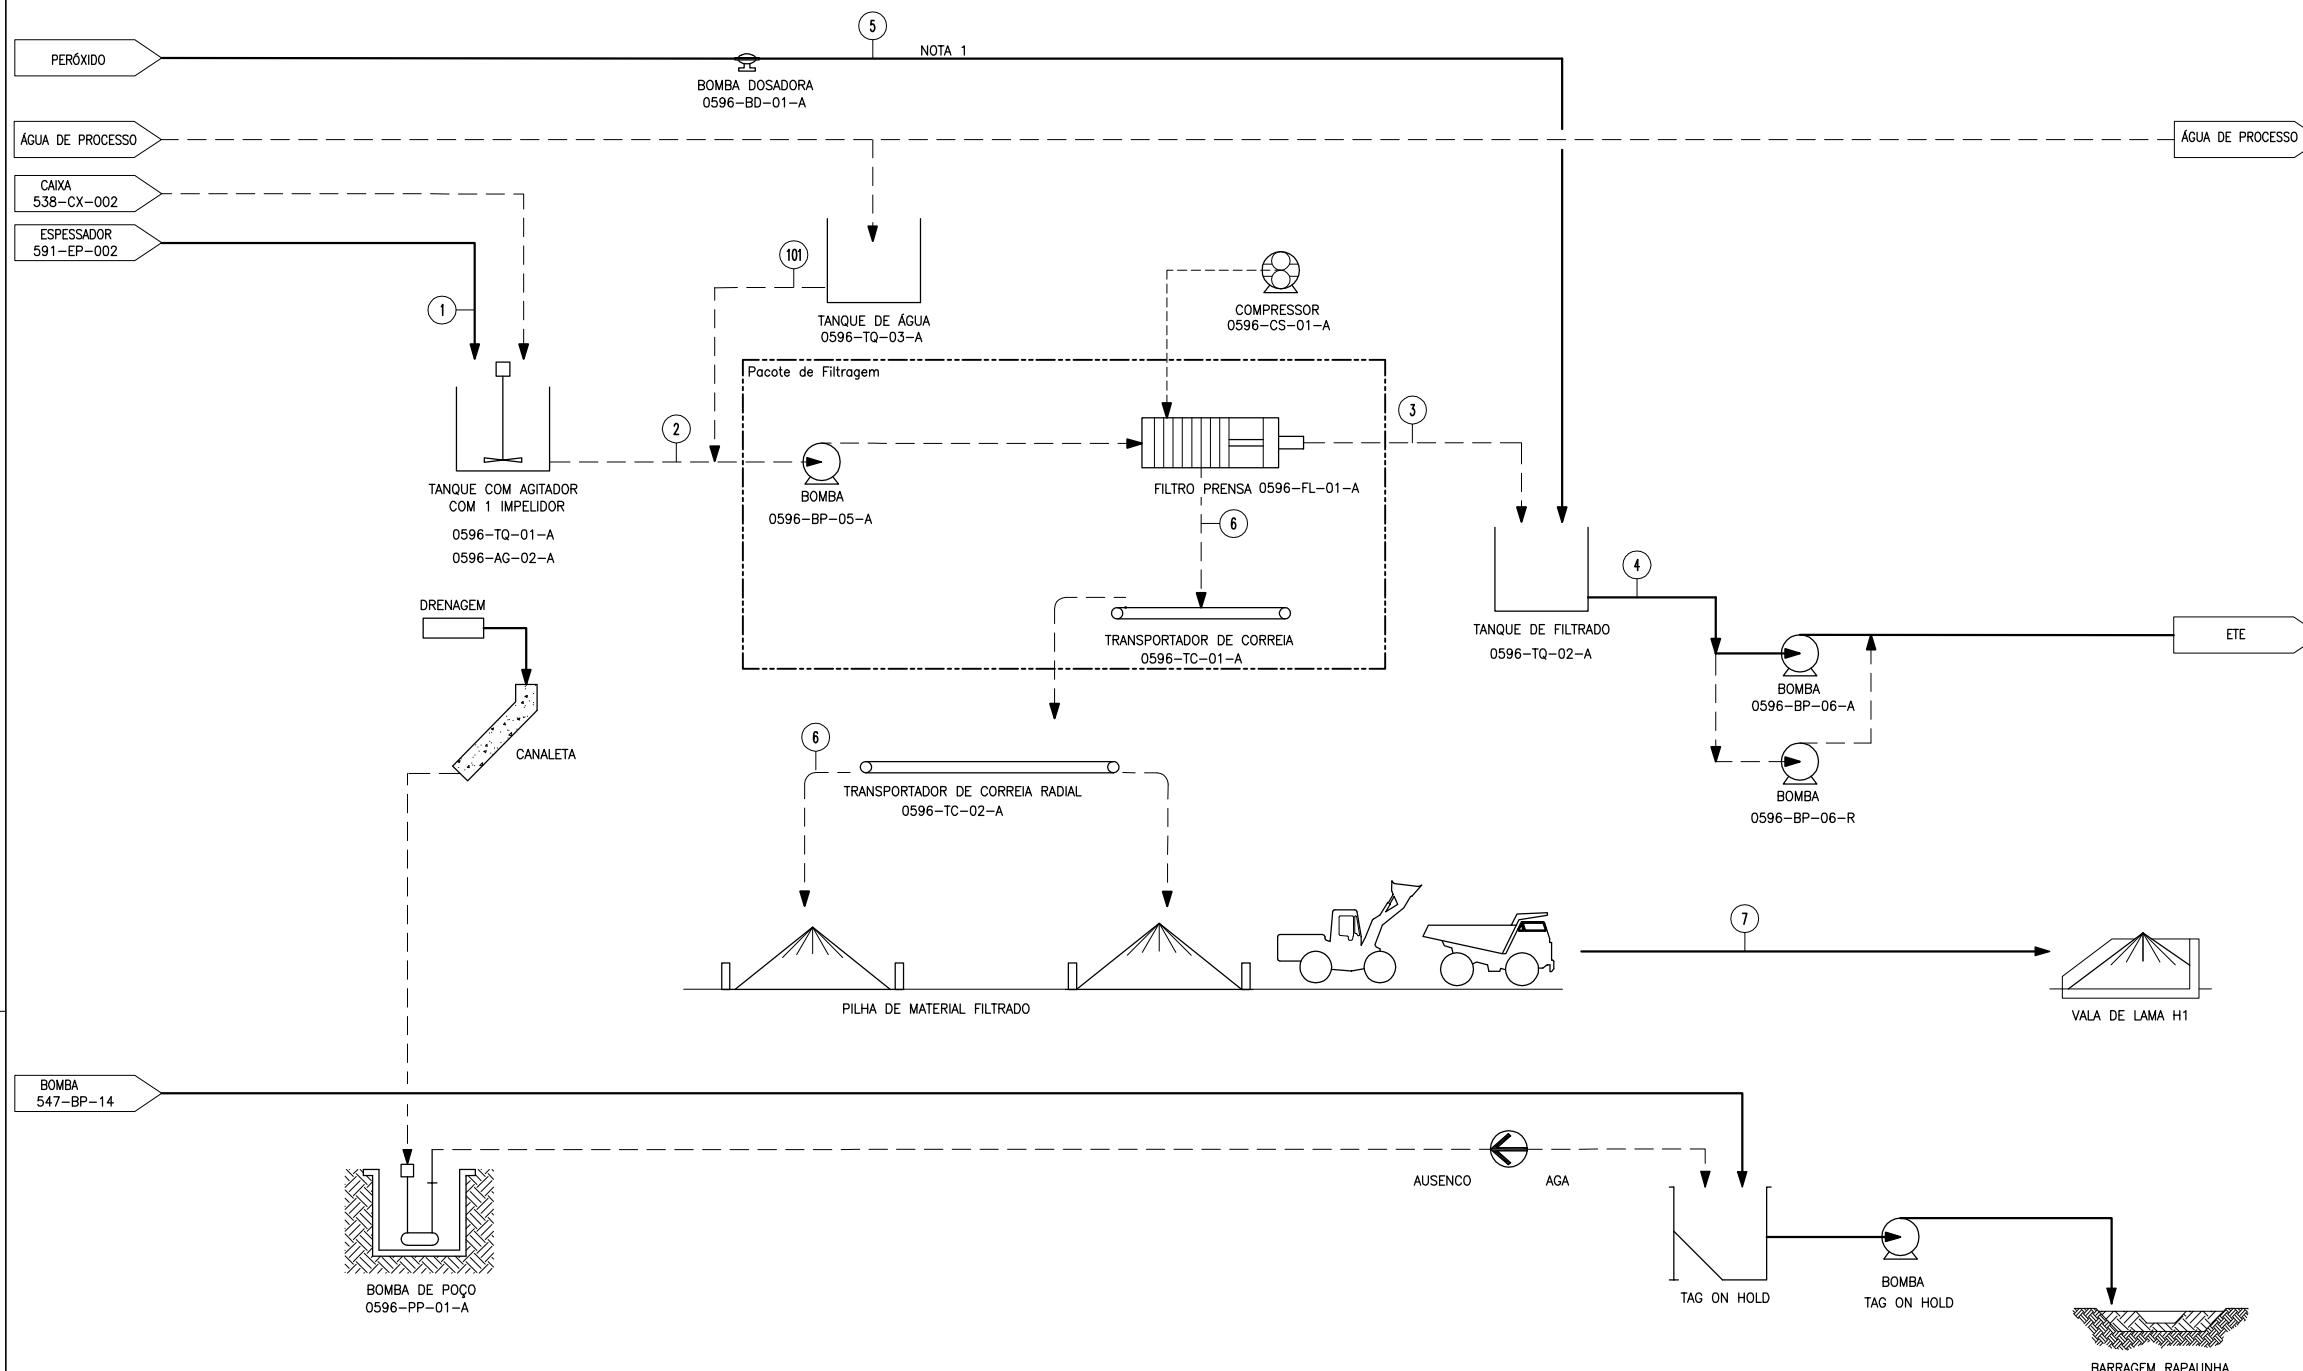 5
NOTA 1
PERÓXIDO
BOMBA DOSADORA
0596-BD-01-A
ÁGUA DE PROCESSO
ÁGUA DE PROCESSO
CAIXA
538-CX-002
ESPESSADOR
591-EP-002
101
1
TANQUE DE ÁGUA
0596-TQ-03-A
COMPRESSOR
0596-CS-01-A
Pacote de Filtragem
2
3
TANQUE COM AGITADOR
COM 1 IMPELIDOR
0596-TQ-01-A
0596-AG-02-A
BOMBA
0596-BP-05-A
FILTRO PRENSA 0596-FL-01-A
6
4
DRENAGEM
TRANSPORTADOR DE CORREIA
0596-TC-01-A
TANQUE DE FILTRADO
0596-TQ-02-A
ETE
BOMBA
0596-BP-06-A
CANALETA
6
TRANSPORTADOR DE CORREIA RADIAL
0596-TC-02-A
BOMBA
0596-BP-06-R
7
PILHA DE MATERIAL FILTRADO
VALA DE LAMA H1
BOMBA
547-BP-14
AUSENCO
AGA
BOMBA DE POÇO
0596-PP-01-A
TAG ON HOLD
BOMBA
TAG ON HOLD
BARRAGEM RAPAUNHA